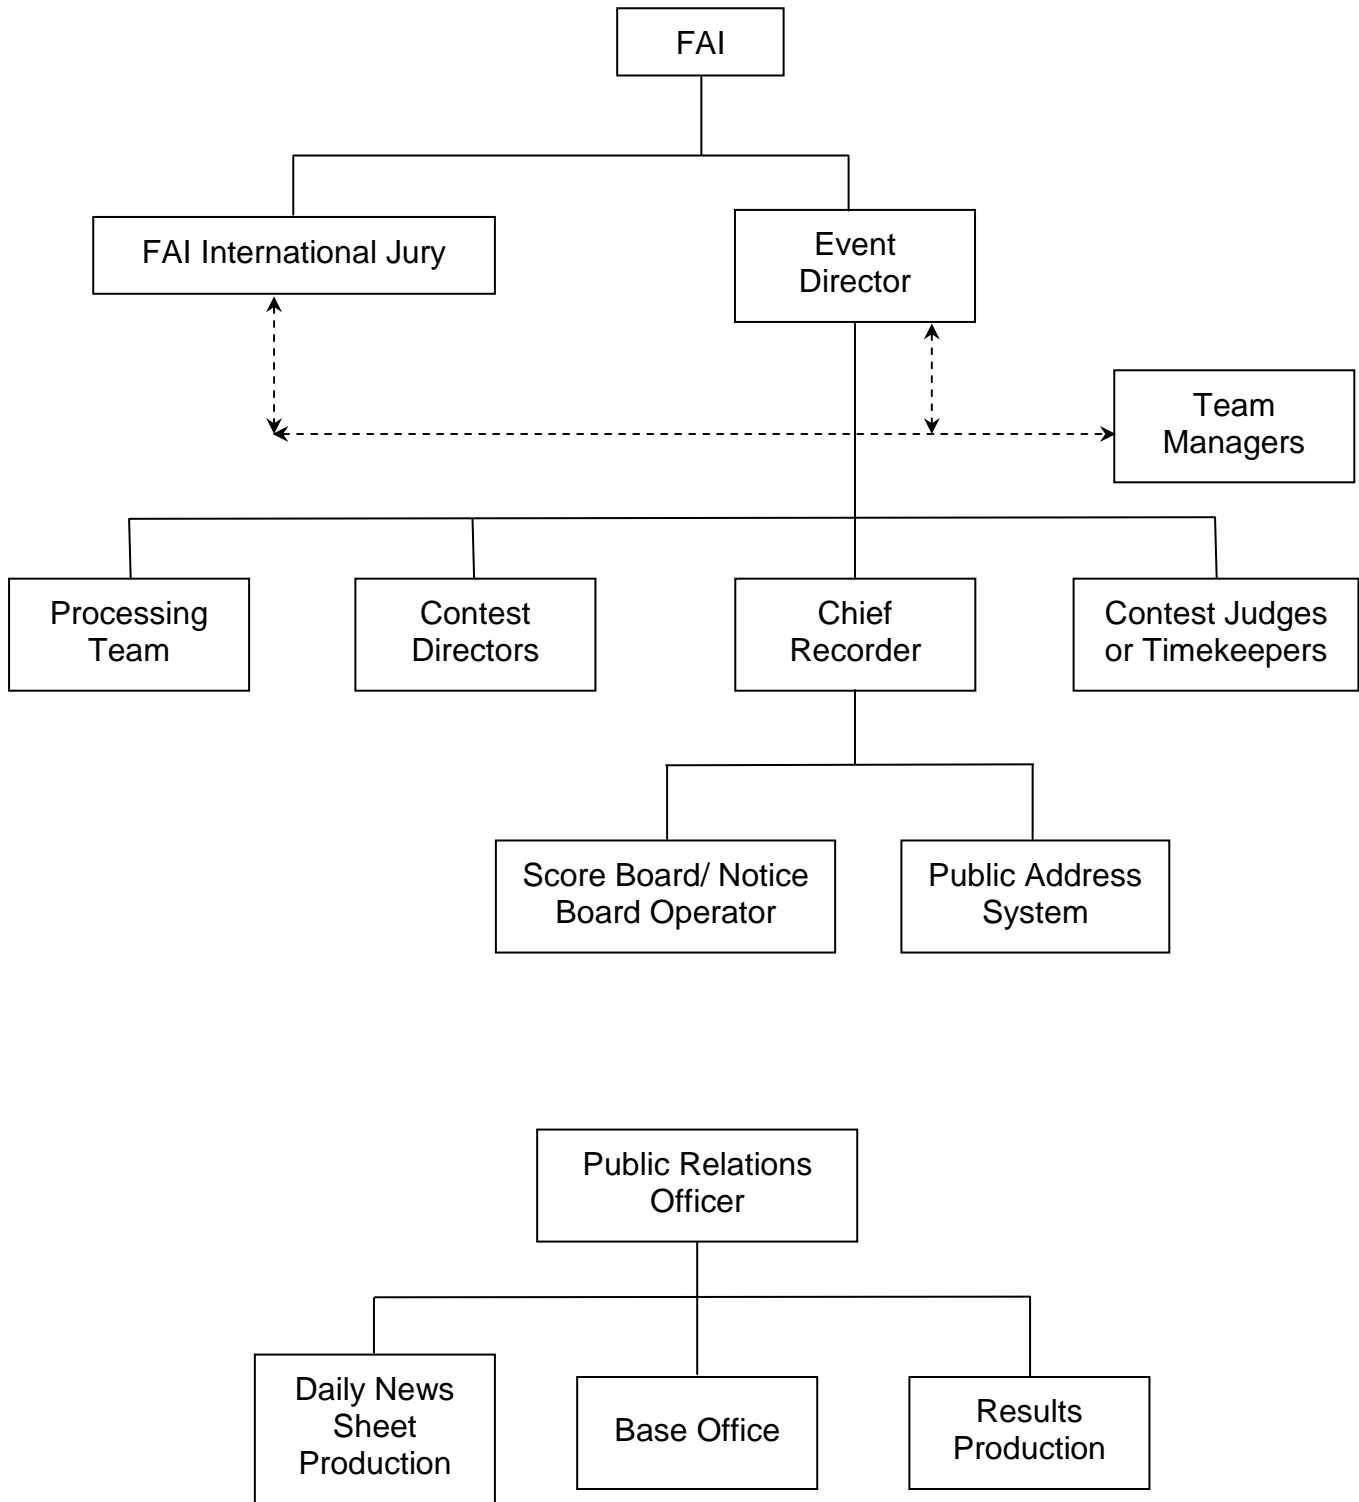 FAI
FAI International Jury
Event
Director
Team
Managers
Processing
Team
Contest
Directors
Chief
Recorder
Contest Judges
or Timekeepers
Score Board/ Notice
Board Operator
Public Address
System
Public Relations
Officer
Daily News
Sheet
Production
Base Office
Results
Production